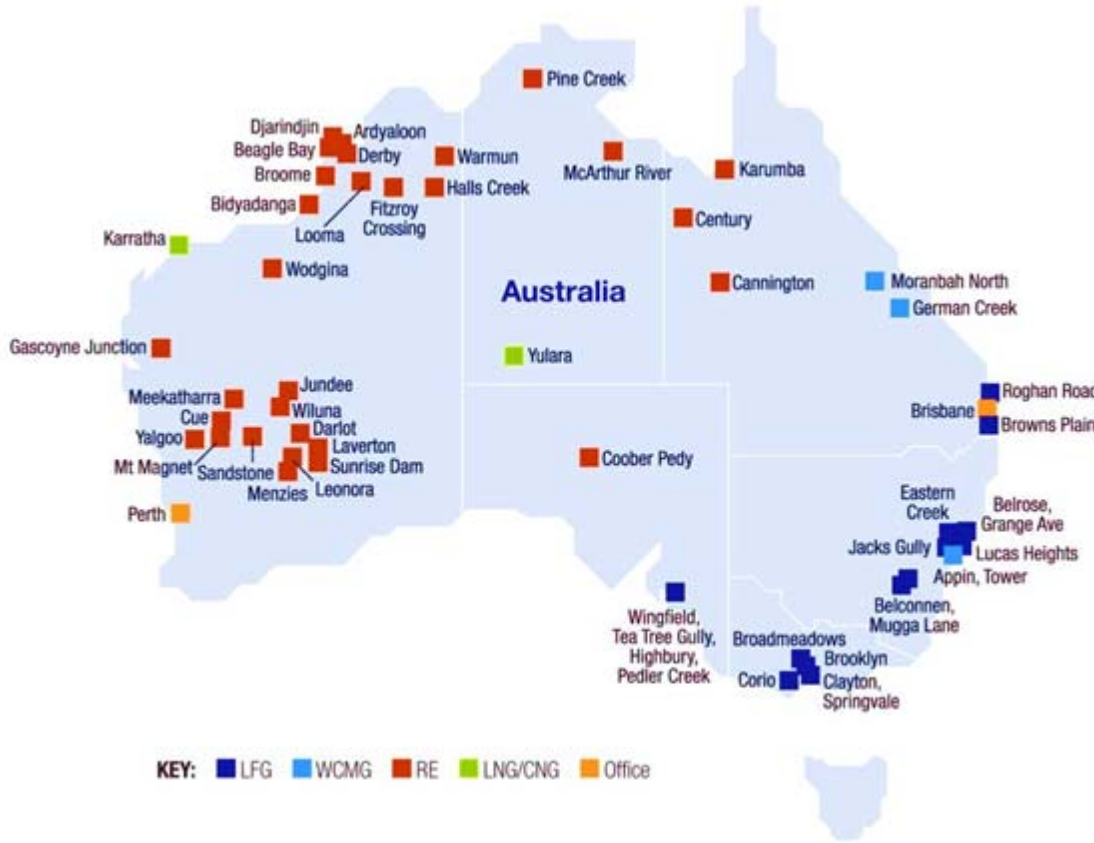 Pine Creek
Djarindjin
Ardyaloon
Beagle Bay
Derby
Warmun
McArthur River
Karumba
Broome
Halls Creek
Bidyadanga
Fitzroy
Crossing
Looma
Century
Karratha
Wodgina
Australia
Cannington
Moranbah North
German Creek
Gascoyne Junction
Yulara
Jundee
Meekatharra
Wiluna
Cue
Darlot
Yalgoo
Laverton
Mt Magnet
Sandstone
Sunrise Dam
Menzies
Leonora
Coober Pedy
Roghan Road
Brisbane
Browns Plain
Perth
Eastern
Creek
Belrose,
Grange Ave
Jacks Gully
Lucas Heights
Appin, Tower
Belconnen,
Mugga Lane
Wingfield,
Tea Tree Gully,
Highbury,
Pedler Creek
Broadmeadows
Brooklyn
Corio
Clayton,
Springvale
KEY: LFG WCMG RE LNG/CNG Office